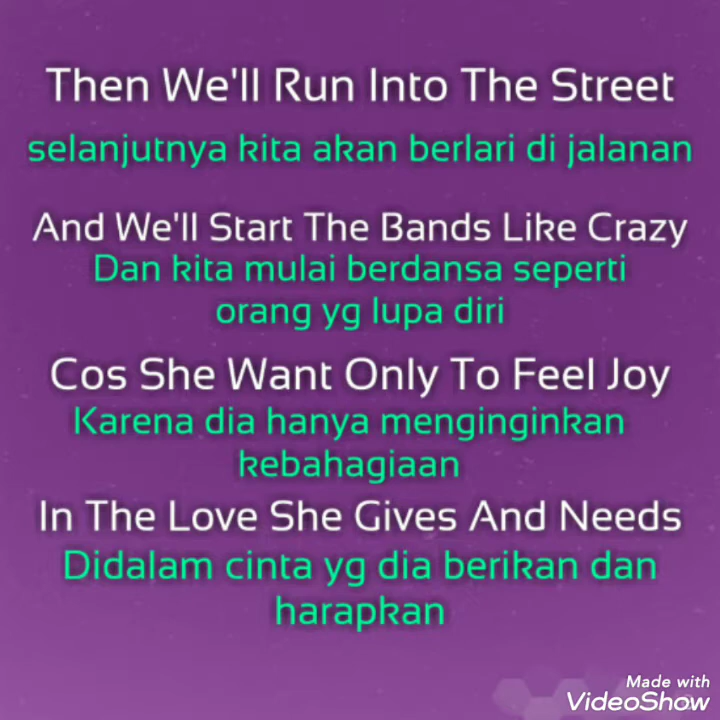 Then We'll Run Into The Street
selanjutnya kita akan berlari di jalanan
And We'll Start The Bands Like Crazy
Dan kita mulai berdansa seperti
orang yg lupa diri
Cos She Want Only To Feel Joy
Karena dia hanya menginginkan
kebahagiaan
In The Love She Gives And Needs
Didalam cinta yg dia berikan dan
harapkan
Made with
VideoShow